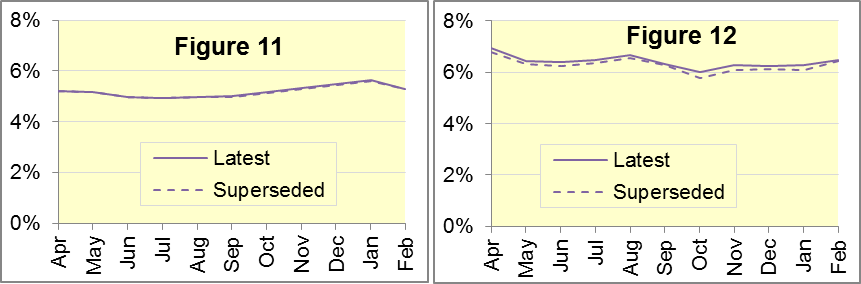 Figure 11
8%
6%
4%
2%
0%
Latest
Superseded
Apr
May
Jun
Jul
Aug
Sep
Oct
Nov
Dec
Jan
Feb
Figure 12
8%
6%
4%
2%
0%
Latest
Superseded
Apr
May
Jun
Jul
Aug
Sep
Oct
Nov
Dec
Jan
Feb